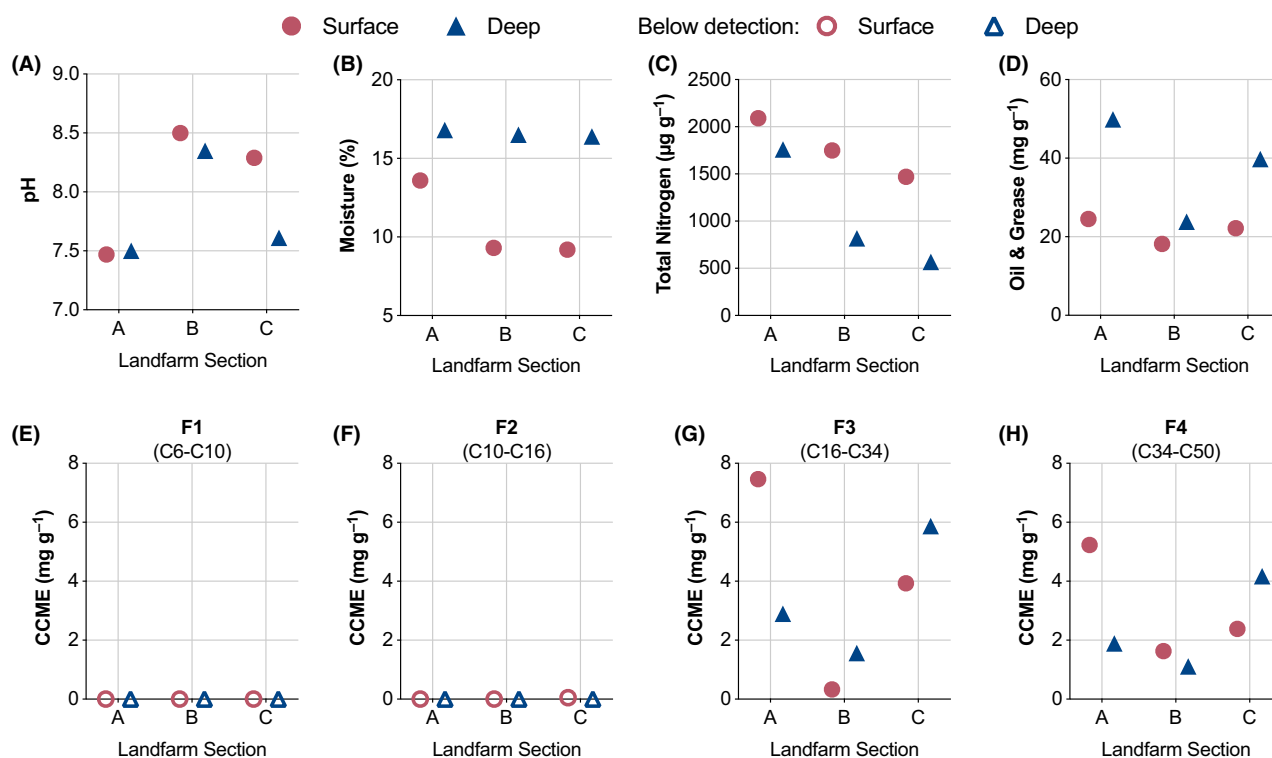 Surface Deep Below detection: Surface Deep
(A)
9.0
8.5
8.0
7.5
7.0
pH
A B C
Landfarm Section
(B)
20
15
10
5
Moisture (%)
A B C
Landfarm Section
(C)
2500
2000
1500
1000
500
0
Total Nitrogen (µg g⁻¹)
A B C
Landfarm Section
(D)
60
40
20
0
Oil & Grease (mg g⁻¹)
A B C
Landfarm Section
(E)
F1
(C6-C10)
8
6
4
2
0
CCME (mg g⁻¹)
A B C
Landfarm Section
(F)
F2
(C10-C16)
8
6
4
2
0
CCME (mg g⁻¹)
A B C
Landfarm Section
(G)
F3
(C16-C34)
8
6
4
2
0
CCME (mg g⁻¹)
A B C
Landfarm Section
(H)
F4
(C34-C50)
8
6
4
2
0
CCME (mg g⁻¹)
A B C
Landfarm Section